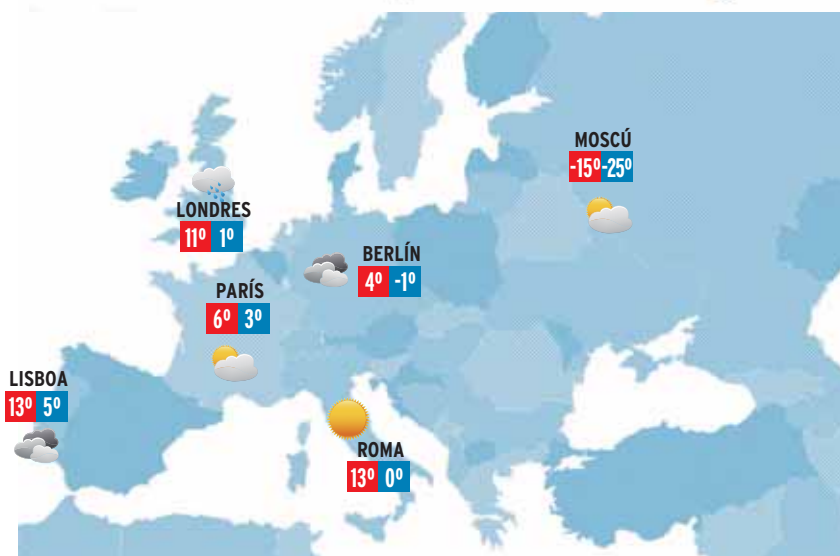 MOSCÚ
-15º -25º
LONDRES
11º 1º
BERLÍN
4º -1º
PARÍS
6º 3º
LISBOA
13º 5º
ROMA
13º 0º